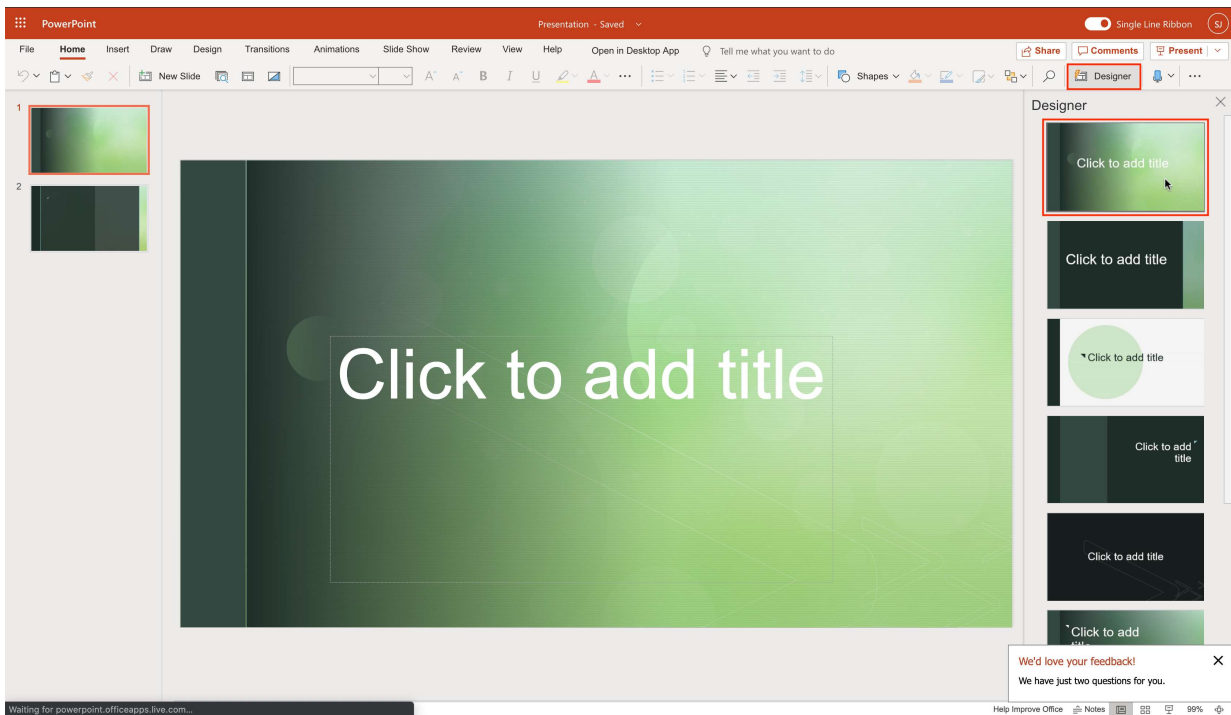 PowerPoint
Presentation - Saved
Single Line Ribbon
SJ
File Home Insert Draw Design Transitions Animations Slide Show Review View Help Open in Desktop App Tell me what you want to do
Share Comments Present
New Slide A A B I U A Shapes Designer
1
2
Click to add title
Designer
Click to add title
Click to add title
Click to add title
Click to add
title
Click to add title
Click to add
We'd love your feedback!
We have just two questions for you.
Waiting for powerpoint.officeapps.live.com...
Help Improve Office Notes 99%